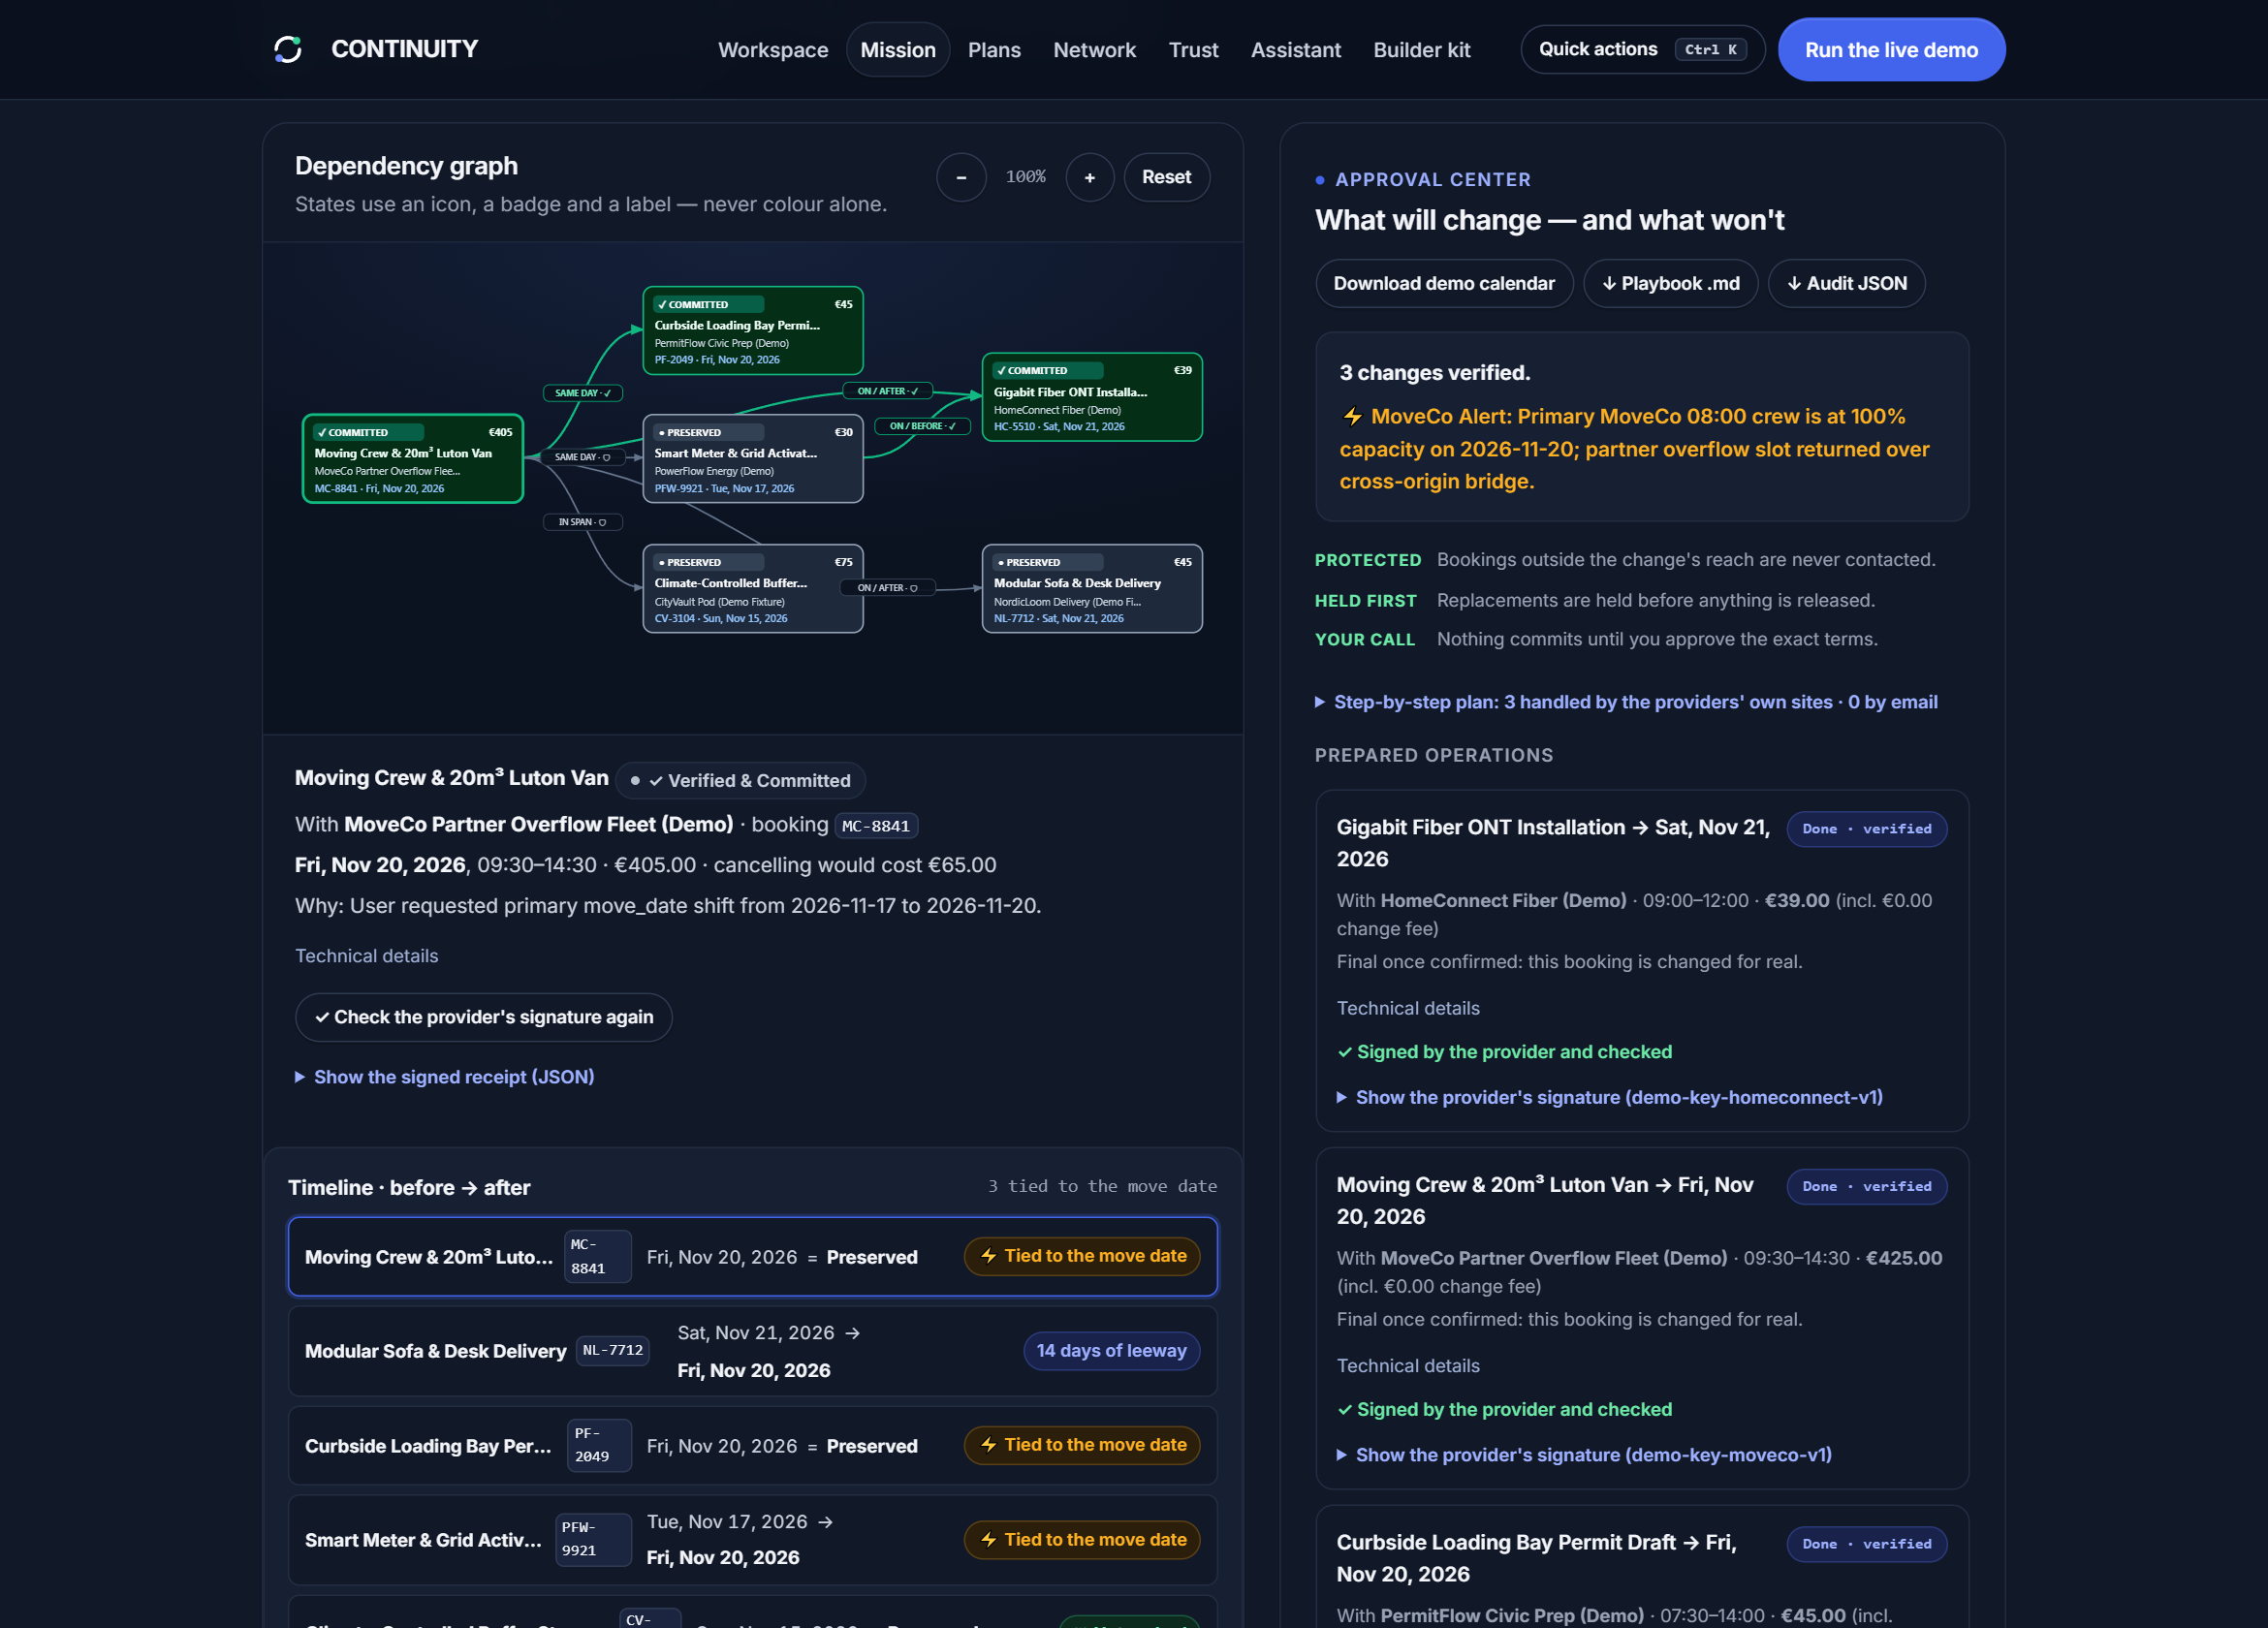 CONTINUITY
Workspace
Mission
Plans
Network
Trust
Assistant
Builder kit
Quick actions Ctrl K
Run the live demo
Dependency graph
States use an icon, a badge and a label — never colour alone.
−
100%
+
Reset
✓ COMMITTED €45
Curbside Loading Bay Permi...
PermitFlow Civic Prep (Demo)
PF-2049 · Fri, Nov 20, 2026
✓ COMMITTED €39
Gigabit Fiber ONT Installa...
HomeConnect Fiber (Demo)
HC-5510 · Sat, Nov 21, 2026
SAME DAY · ✓
ON / AFTER · ✓
ON / BEFORE · ✓
✓ COMMITTED €405
Moving Crew & 20m³ Luton Van
MoveCo Partner Overflow Flee...
MC-8841 · Fri, Nov 20, 2026
SAME DAY ·
● PRESERVED €30
Smart Meter & Grid Activat...
PowerFlow Energy (Demo)
PFW-9921 · Tue, Nov 17, 2026
IN SPAN ·
● PRESERVED €75
Climate-Controlled Buffer...
CityVault Pod (Demo Fixture)
CV-3104 · Sun, Nov 15, 2026
ON / AFTER ·
● PRESERVED €45
Modular Sofa & Desk Delivery
NordicLoom Delivery (Demo Fi...
NL-7712 · Sat, Nov 21, 2026
Moving Crew & 20m³ Luton Van ● ✓ Verified & Committed
With MoveCo Partner Overflow Fleet (Demo) · booking MC-8841
Fri, Nov 20, 2026, 09:30–14:30 · €405.00 · cancelling would cost €65.00
Why: User requested primary move_date shift from 2026-11-17 to 2026-11-20.
Technical details
✓ Check the provider's signature again
▶ Show the signed receipt (JSON)
Timeline · before → after
3 tied to the move date
Moving Crew & 20m³ Luto...
MC-
8841
Fri, Nov 20, 2026 = Preserved
⚡ Tied to the move date
Modular Sofa & Desk Delivery
NL-7712
Sat, Nov 21, 2026 →
Fri, Nov 20, 2026
14 days of leeway
Curbside Loading Bay Per...
PF-
2049
Fri, Nov 20, 2026 = Preserved
⚡ Tied to the move date
Smart Meter & Grid Activ...
PFW-
9921
Tue, Nov 17, 2026 →
Fri, Nov 20, 2026
⚡ Tied to the move date
CV-
● APPROVAL CENTER
What will change — and what won't
Download demo calendar
↓ Playbook .md
↓ Audit JSON
3 changes verified.
⚡ MoveCo Alert: Primary MoveCo 08:00 crew is at 100%
capacity on 2026-11-20; partner overflow slot returned over
cross-origin bridge.
PROTECTED Bookings outside the change's reach are never contacted.
HELD FIRST Replacements are held before anything is released.
YOUR CALL Nothing commits until you approve the exact terms.
▶ Step-by-step plan: 3 handled by the providers' own sites · 0 by email
PREPARED OPERATIONS
Gigabit Fiber ONT Installation → Sat, Nov 21,
2026
Done · verified
With HomeConnect Fiber (Demo) · 09:00–12:00 · €39.00 (incl. €0.00
change fee)
Final once confirmed: this booking is changed for real.
Technical details
✓ Signed by the provider and checked
▶ Show the provider's signature (demo-key-homeconnect-v1)
Moving Crew & 20m³ Luton Van → Fri, Nov
20, 2026
Done · verified
With MoveCo Partner Overflow Fleet (Demo) · 09:30–14:30 · €425.00
(incl. €0.00 change fee)
Final once confirmed: this booking is changed for real.
Technical details
✓ Signed by the provider and checked
▶ Show the provider's signature (demo-key-moveco-v1)
Curbside Loading Bay Permit Draft → Fri,
Nov 20, 2026
Done · verified
With PermitFlow Civic Prep (Demo) · 07:30–14:00 · €45.00 (incl.